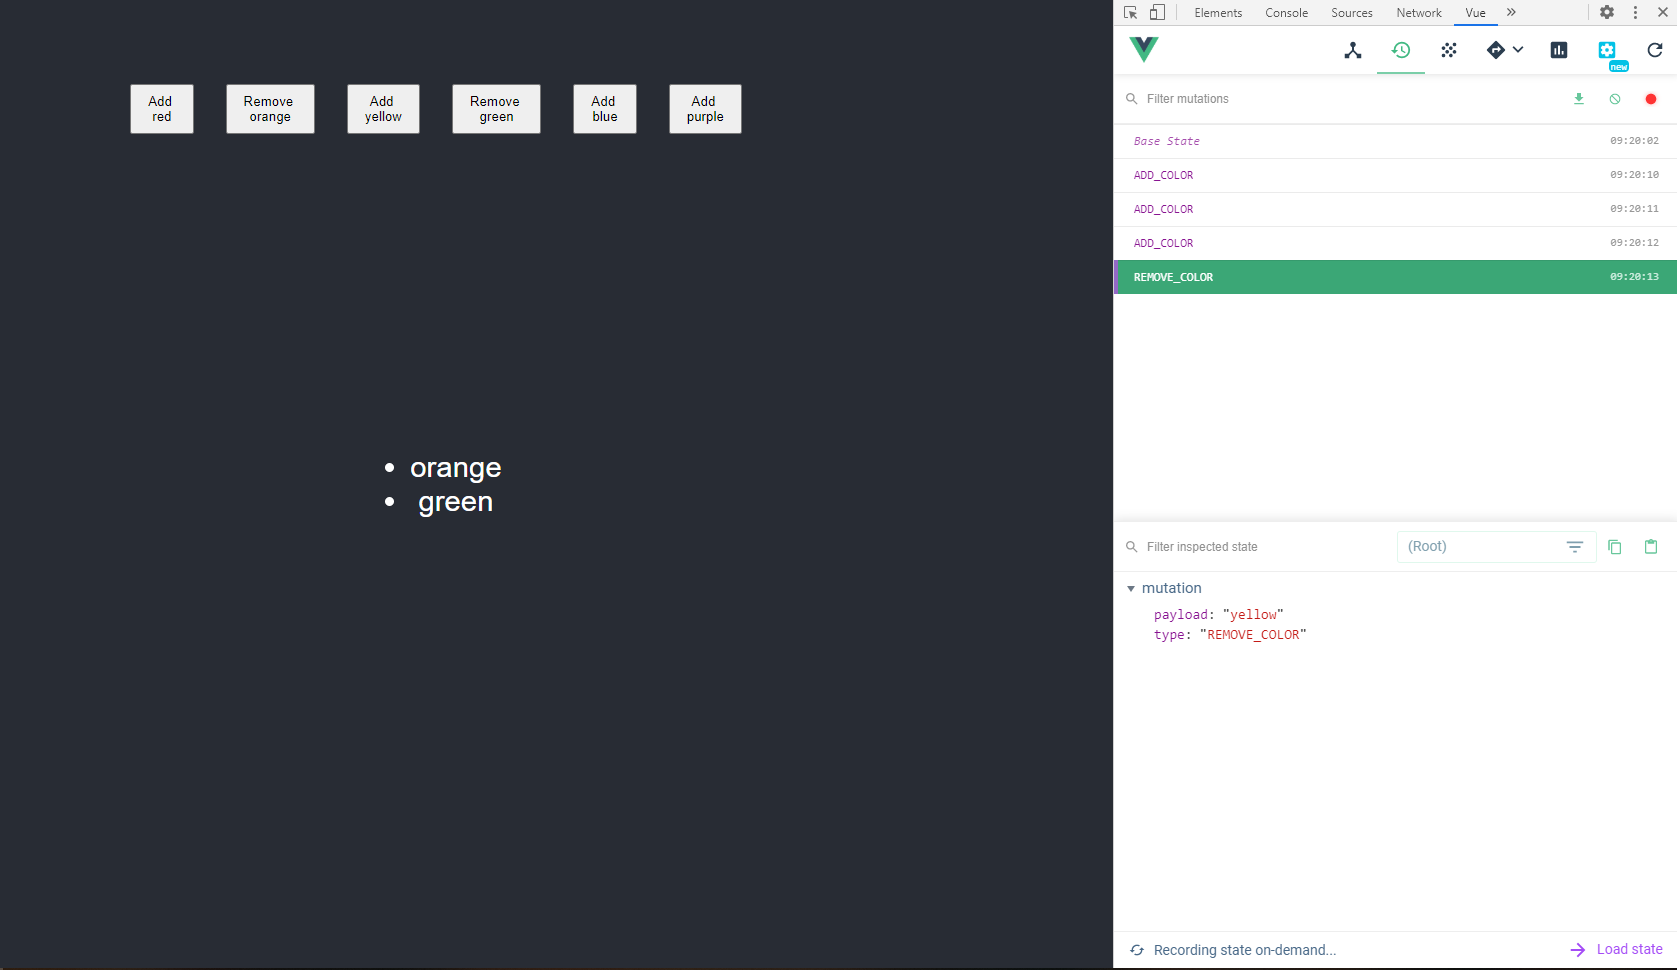 Add
red
Remove
orange
Add
yellow
Remove
green
Add
blue
Add
purple
orange
green
Elements Console Sources Network Vue
new
Filter mutations
Base State 09:20:02
ADD_COLOR 09:20:10
ADD_COLOR 09:20:11
ADD_COLOR 09:20:12
REMOVE_COLOR 09:20:13
Filter inspected state (Root)
mutation
payload: "yellow"
type: "REMOVE_COLOR"
Recording state on-demand... Load state